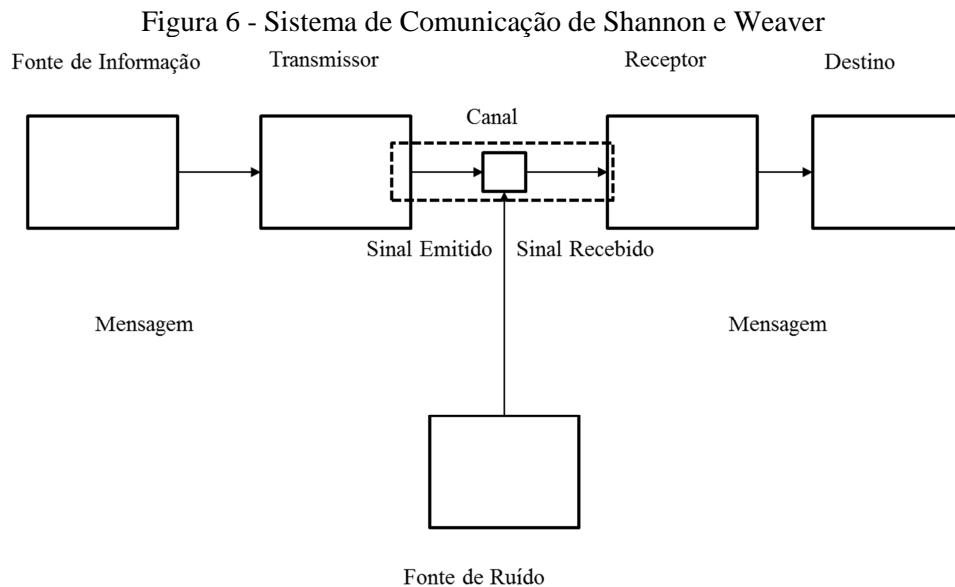 Figura 6 - Sistema de Comunicação de Shannon e Weaver
Fonte de Informação Transmissor Receptor Destino
Canal
Sinal Emitido Sinal Recebido
Mensagem Mensagem
Fonte de Ruído